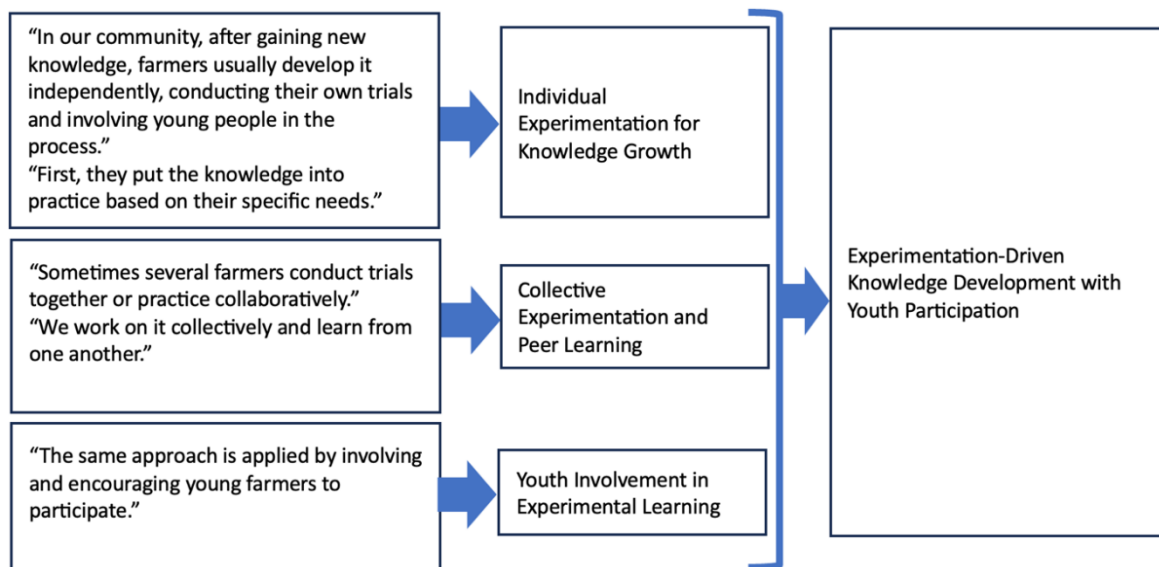 “In our community, after gaining new
knowledge, farmers usually develop it
independently, conducting their own trials
and involving young people in the
process.”
“First, they put the knowledge into
practice based on their specific needs.”
Individual
Experimentation for
Knowledge Growth
“Sometimes several farmers conduct trials
together or practice collaboratively.”
“We work on it collectively and learn from
one another.”
Collective
Experimentation and
Peer Learning
“The same approach is applied by involving
and encouraging young farmers to
participate.”
Youth Involvement in
Experimental Learning
Experimentation-Driven
Knowledge Development with
Youth Participation